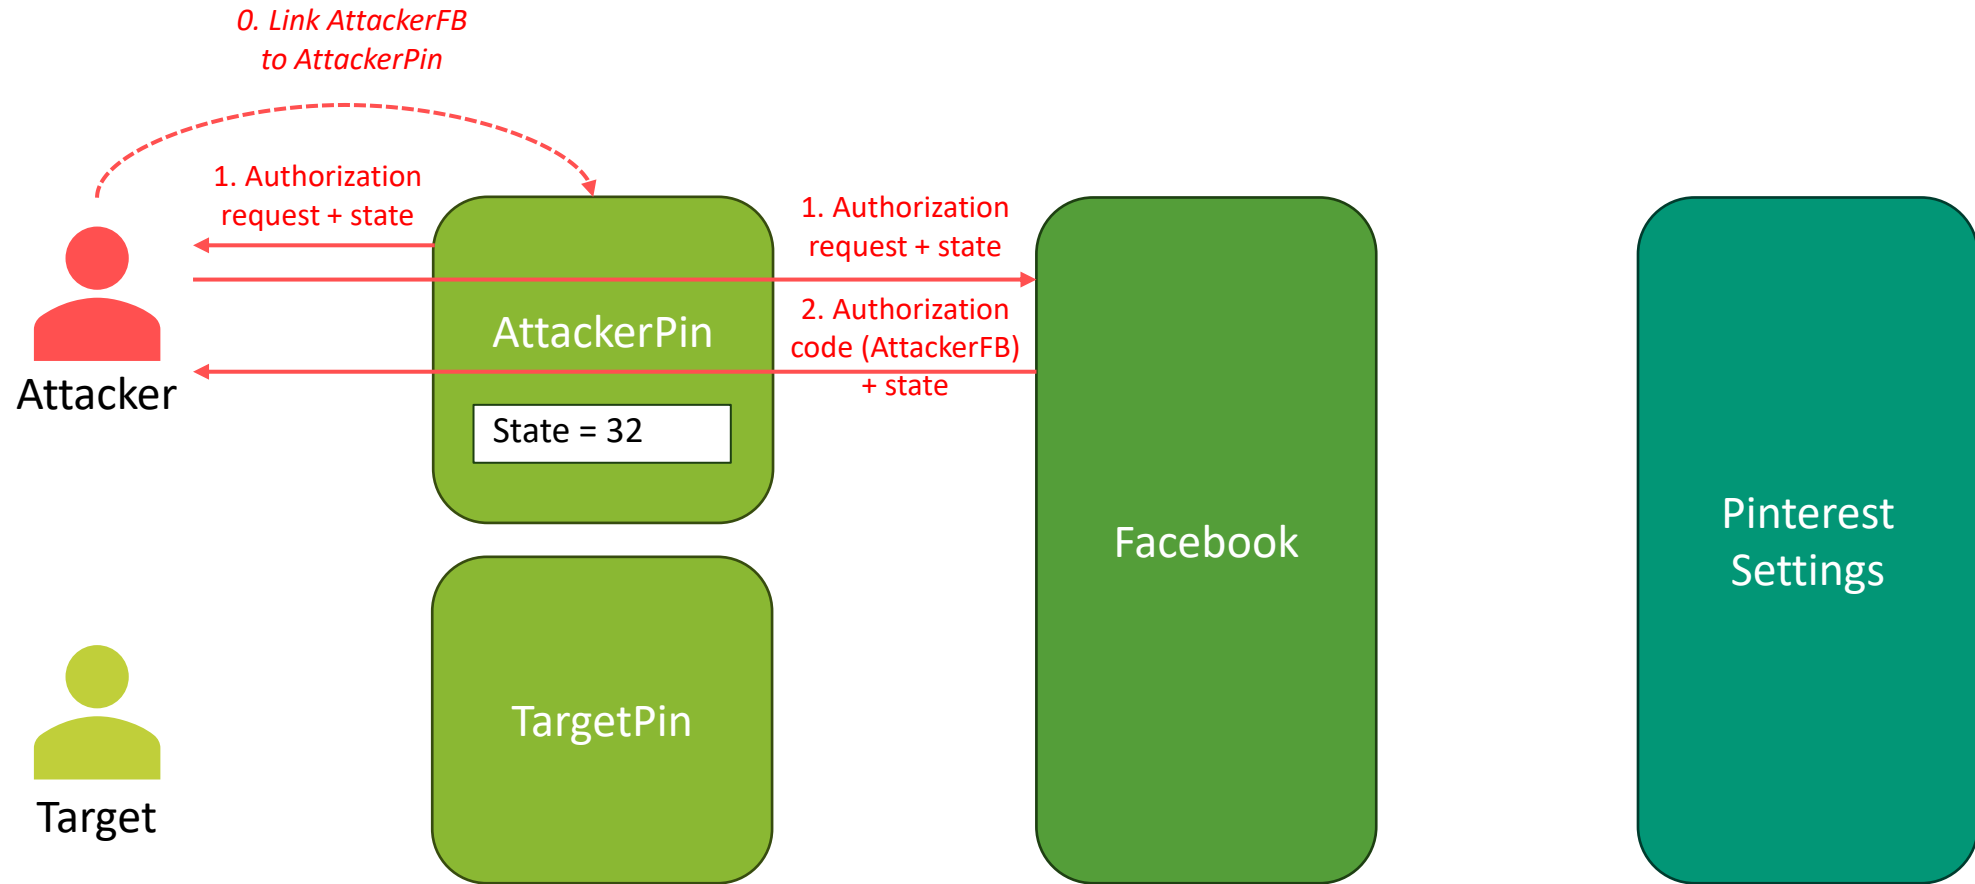 0. Link AttackerFB
to AttackerPin
1. Authorization
request + state
1. Authorization
request + state
2. Authorization
code (AttackerFB)
+ state
AttackerPin
State = 32
Attacker
Facebook
Pinterest
Settings
TargetPin
Target